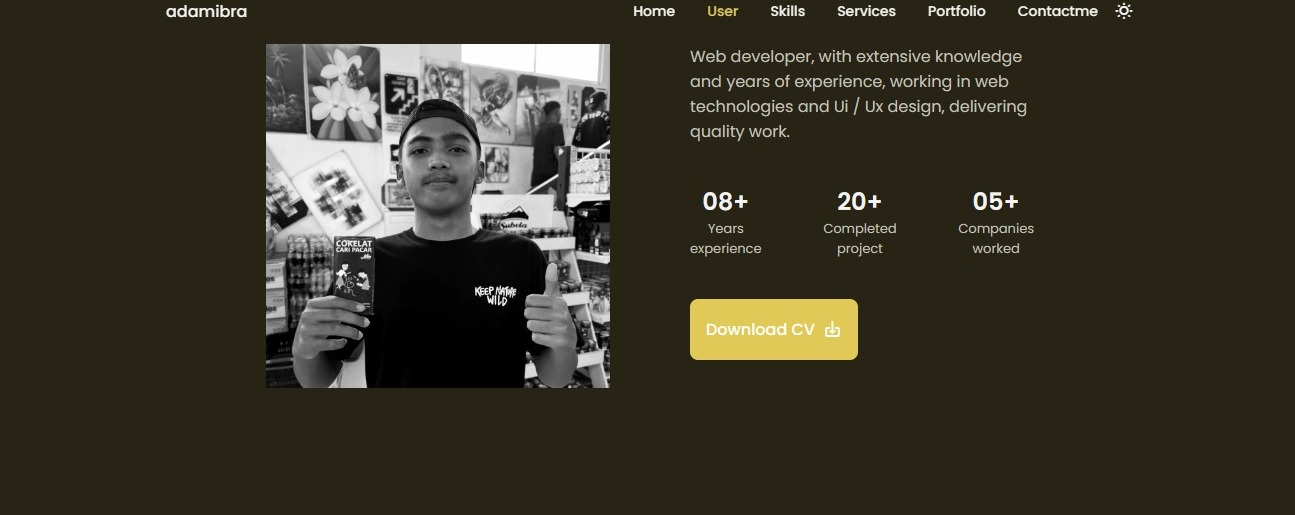 adamibra
Home User Skills Services Portfolio Contactme
Web developer, with extensive knowledge
and years of experience, working in web
technologies and Ui / Ux design, delivering
quality work.
08+ 20+ 05+
Years Completed Companies
experience project worked
Download CV
COKELAT
CARI PACAR
KEEP NATURE
WILD